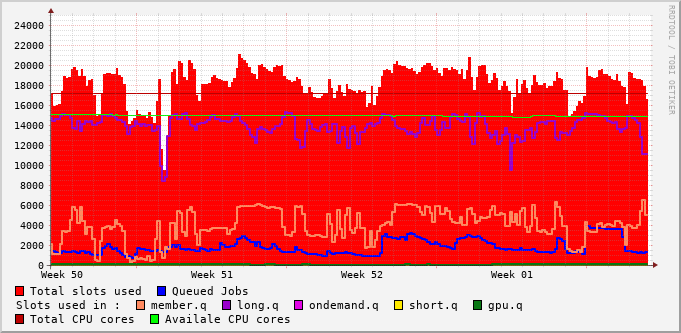 24000
22000
20000
18000
16000
14000
12000
10000
8000
6000
4000
2000
0
Week 50 Week 51 Week 52 Week 01
Total slots used Queued Jobs
Slots used in : member.q long.q ondemand.q short.q gpu.q
Total CPU cores Availale CPU cores
RRDTOOL / TOBI OETIKER